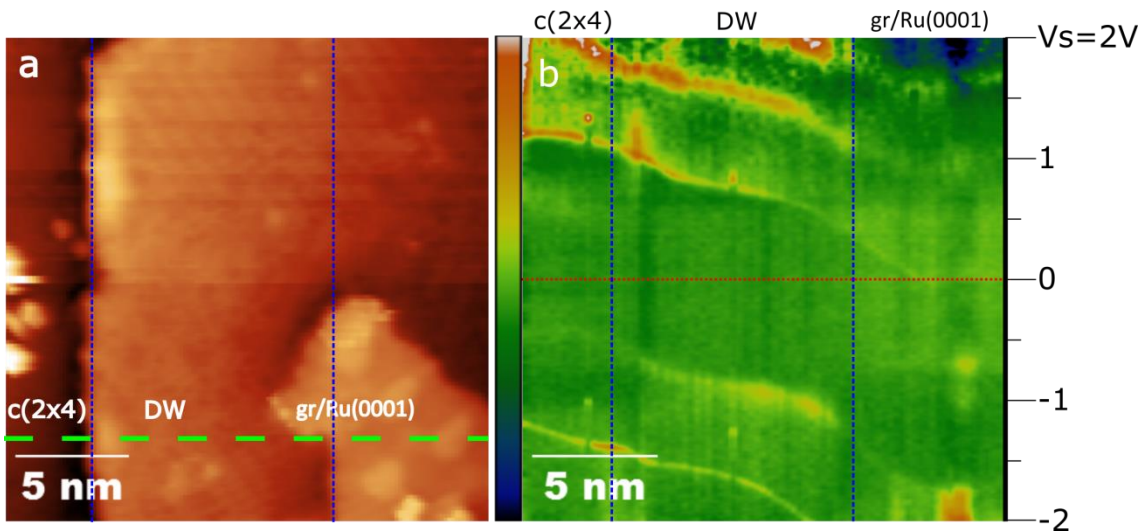 c(2x4) DW gr/Ru(0001) Vs=2V
a b
1
0
c(2x4) DW gr/Ru(0001)
-1
5 nm 5 nm
-2